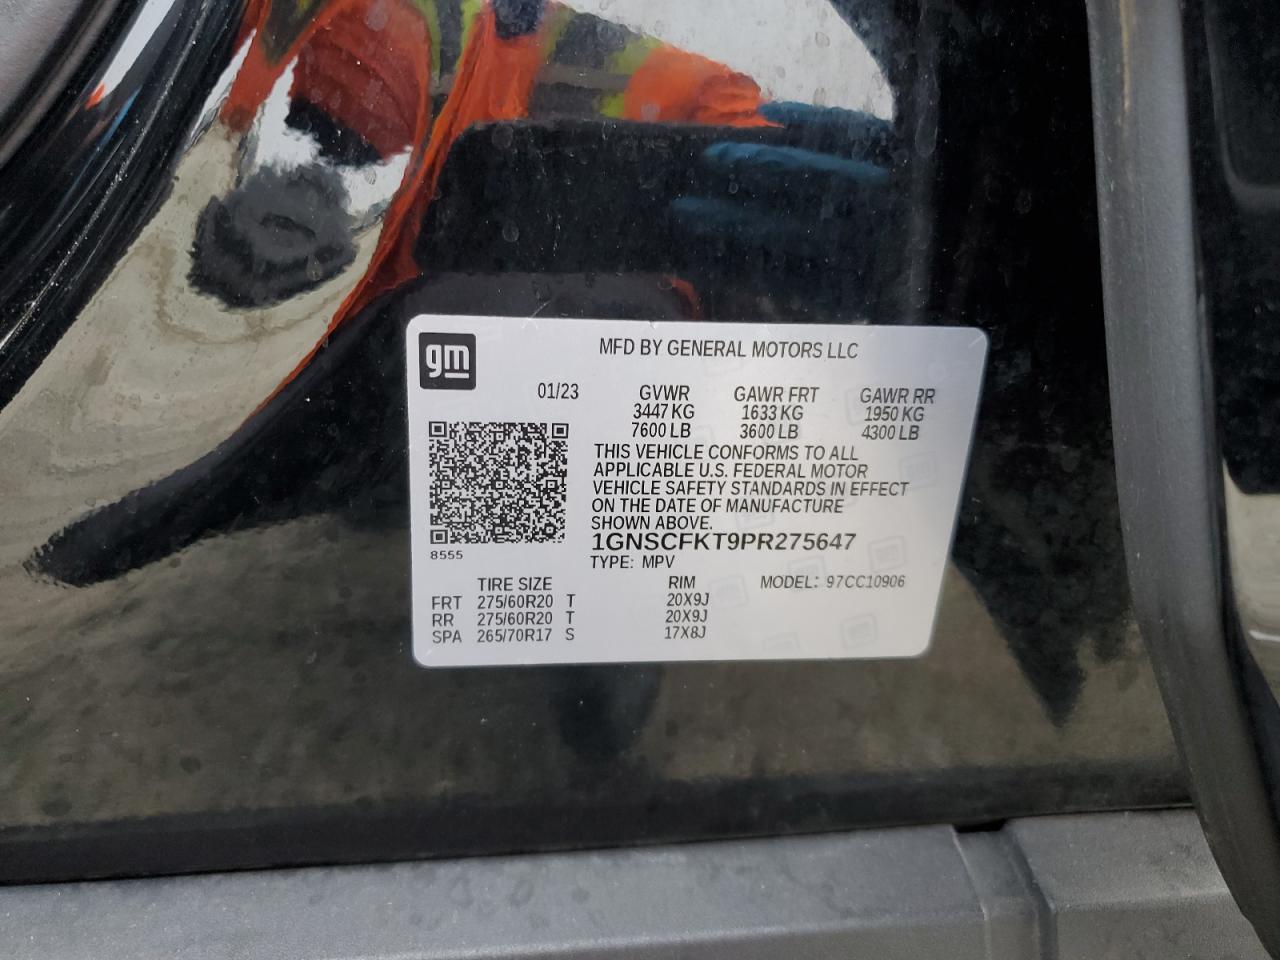 gm
MFD BY GENERAL MOTORS LLC
01/23 GVWR GAWR FRT GAWR RR
3447 KG 1633 KG 1950 KG
7600 LB 3600 LB 4300 LB
THIS VEHICLE CONFORMS TO ALL
APPLICABLE U.S. FEDERAL MOTOR
VEHICLE SAFETY STANDARDS IN EFFECT
ON THE DATE OF MANUFACTURE
SHOWN ABOVE.
1GNSCFKT9PR275647
8555
TYPE: MPV
TIRE SIZE RIM MODEL: 97CC10906
FRT 275/60R20 T 20X9J
RR 275/60R20 T 20X9J
SPA 265/70R17 S 17X8J